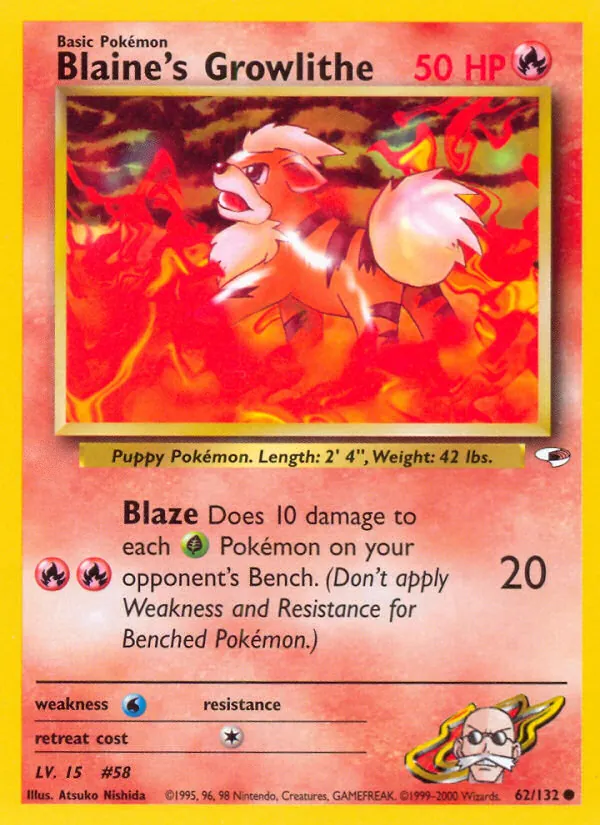 Basic Pokémon
Blaine's Growlithe 50 HP
Puppy Pokémon. Length: 2' 4", Weight: 42 lbs.
Blaze Does 10 damage to
each Pokémon on your
opponent's Bench. (Don't apply
Weakness and Resistance for
Benched Pokémon.)
20
weakness resistance
retreat cost
LV. 15 #58
Illus. Atsuko Nishida ©1995, 96, 98 Nintendo, Creatures, GAMEFREAK. ©1999-2000 Wizards. 62/132